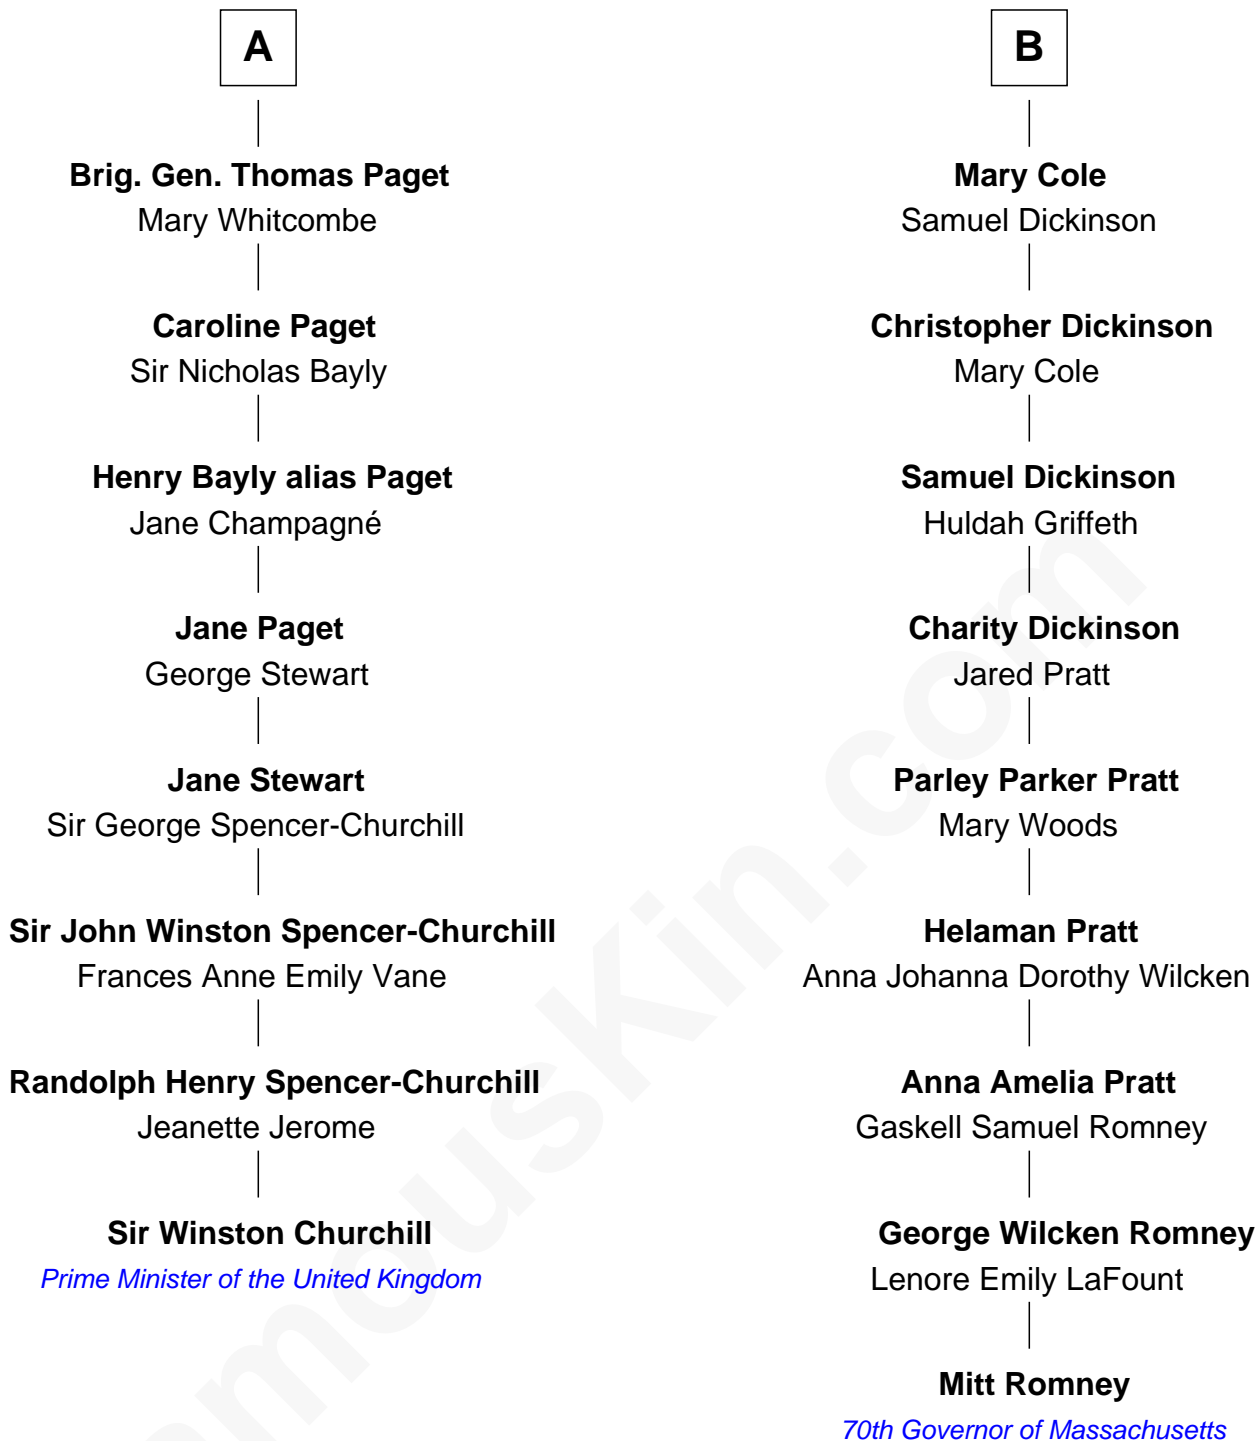 A
Brig. Gen. Thomas Paget
Mary Whitcombe
Caroline Paget
Sir Nicholas Bayly
Henry Bayly alias Paget
Jane Champagné
Jane Paget
George Stewart
Jane Stewart
Sir George Spencer-Churchill
Sir John Winston Spencer-Churchill
Frances Anne Emily Vane
Randolph Henry Spencer-Churchill
Jeanette Jerome
Sir Winston Churchill
Prime Minister of the United Kingdom
B
Mary Cole
Samuel Dickinson
Christopher Dickinson
Mary Cole
Samuel Dickinson
Huldah Griffeth
Charity Dickinson
Jared Pratt
Parley Parker Pratt
Mary Woods
Helaman Pratt
Anna Johanna Dorothy Wilcken
Anna Amelia Pratt
Gaskell Samuel Romney
George Wilcken Romney
Lenore Emily LaFount
Mitt Romney
70th Governor of Massachusetts
amouskin.com